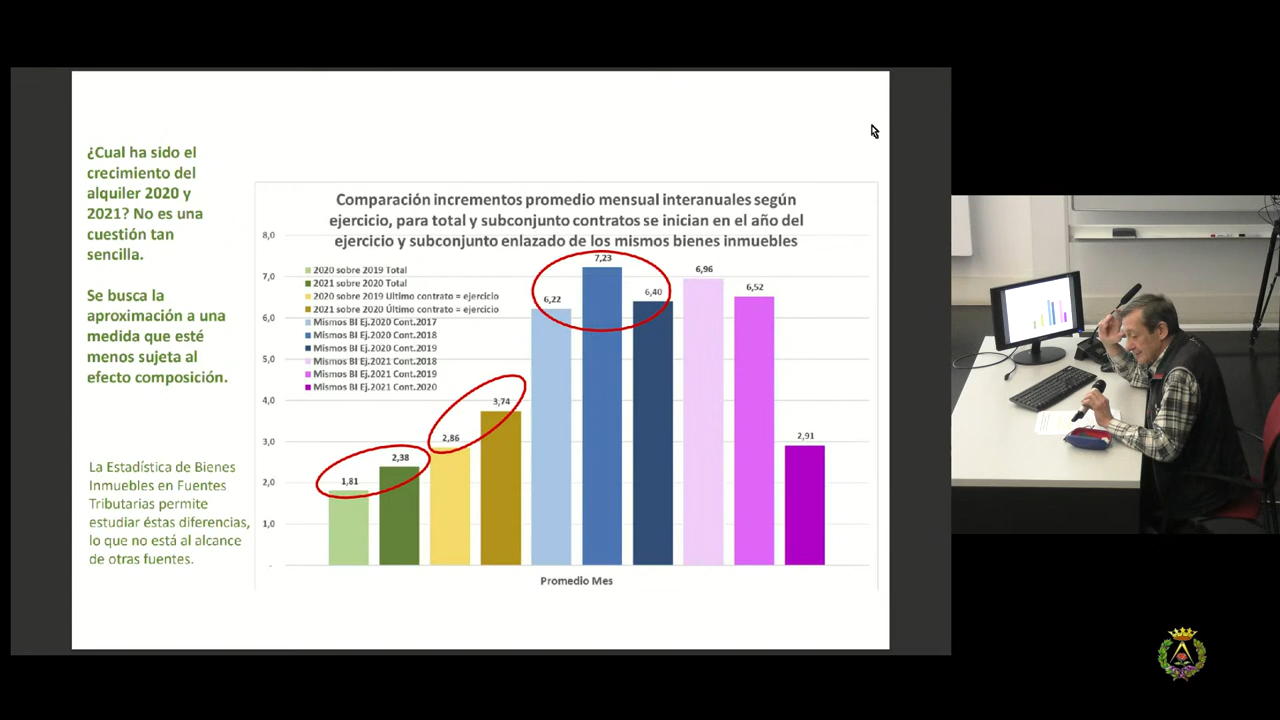 ¿Cual ha sido el
crecimiento del
alquiler 2020 y
2021? No es una
cuestión tan
sencilla.
Se busca la
aproximación a una
medida que esté
menos sujeta al
efecto composición.
La Estadística de Bienes
Inmuebles en Fuentes
Tributarias permite
estudiar éstas diferencias,
lo que no está al alcance
de otras fuentes.
Comparación incrementos promedio mensual interanuales según
ejercicio, para total y subconjunto contratos se inician en el año del
ejercicio y subconjunto enlazado de los mismos bienes inmuebles
8,0
7,0
6,0
5,0
4,0
3,0
2,0
1,0
-
2020 sobre 2019 Total
2021 sobre 2020 Total
2020 sobre 2019 Ultimo contrato = ejercicio
2021 sobre 2020 Último contrato = ejercicio
Mismos BI Ej.2020 Cont.2017
Mismos BI Ej.2020 Cont.2018
Mismos BI Ej.2020 Cont.2019
Mismos BI Ej.2021 Cont.2018
Mismos BI Ej.2021 Cont.2019
Mismos BI Ej.2021 Cont.2020
1,81
2,38
2,86
3,74
6,22
7,23
6,40
6,96
6,52
2,91
Promedio Mes